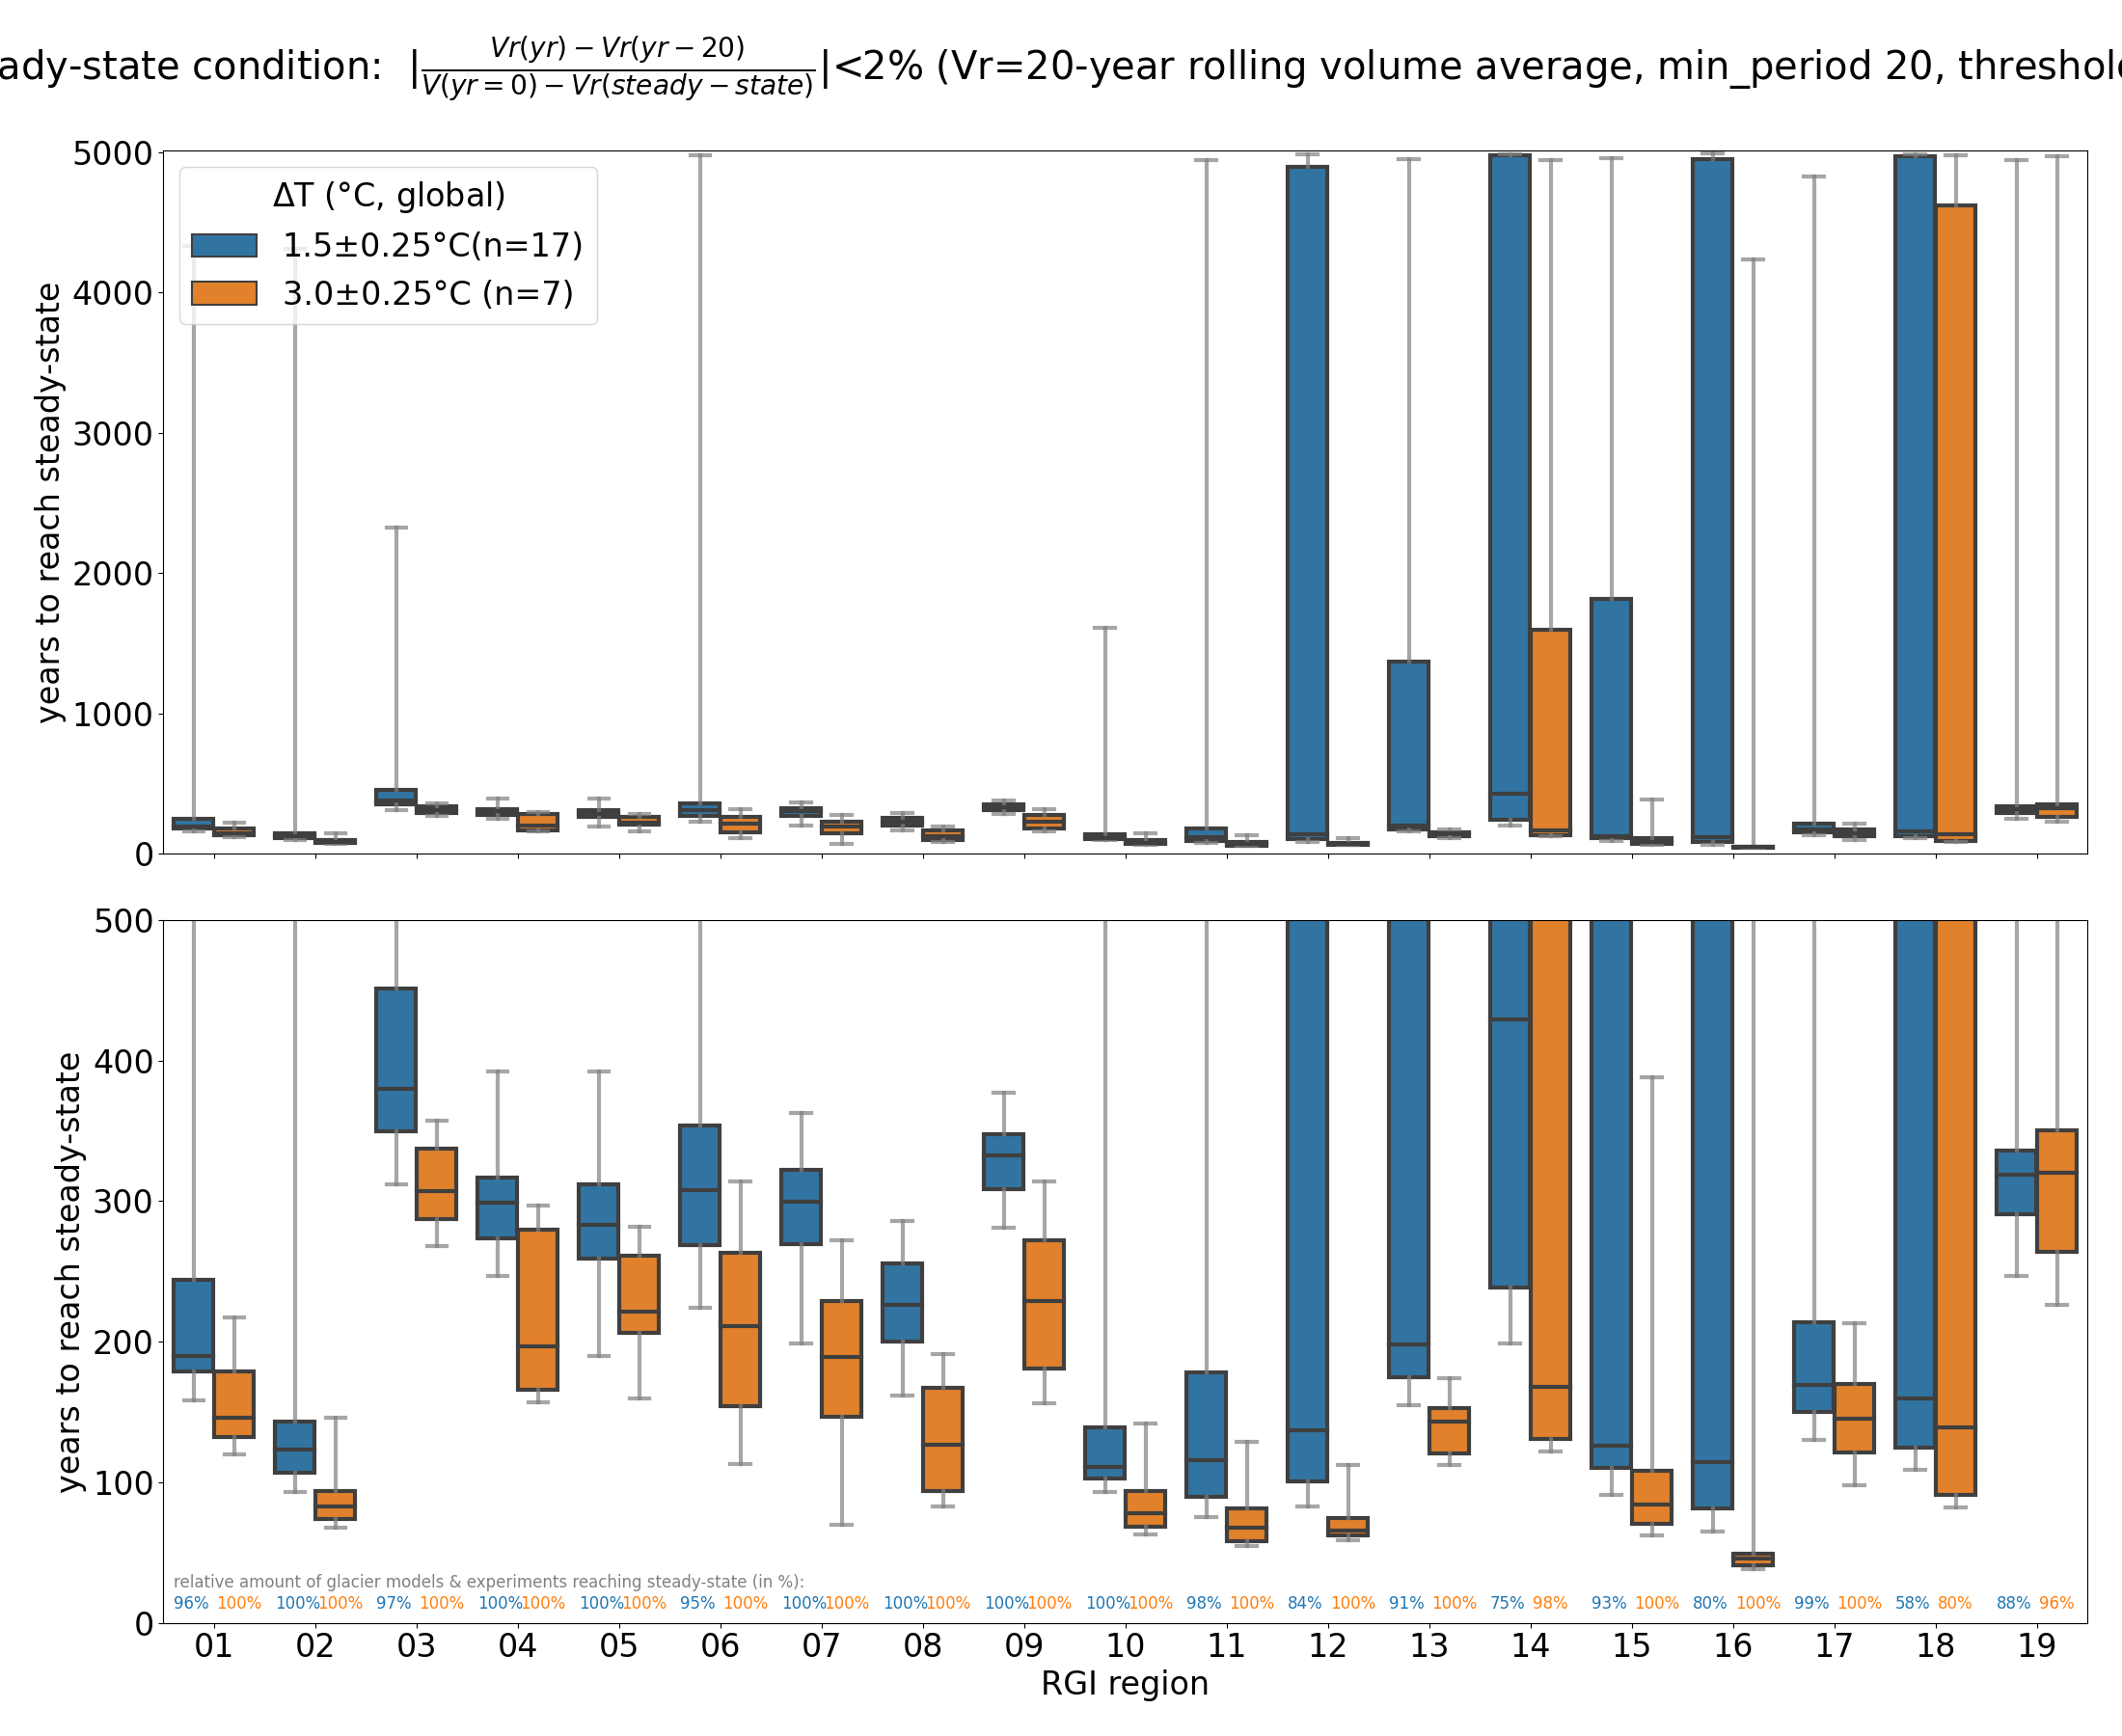 ady-state condition: |Vr(yr) − Vr(yr − 20) / V(yr = 0) − Vr(steady − state)|<2% (Vr=20-year rolling volume average, min_period 20, threshol
5000
4000
3000
2000
1000
0
years to reach steady-state
ΔT (°C, global)
1.5±0.25°C(n=17)
3.0±0.25°C (n=7)
500
400
300
200
100
0
years to reach steady-state
relative amount of glacier models & experiments reaching steady-state (in %):
96% 100% 100% 100% 97% 100% 100% 100% 100% 100% 95% 100% 100% 100% 100% 100% 100% 100% 100% 100% 98% 100% 84% 100% 91% 100% 75% 98% 93% 100% 80% 100% 99% 100% 58% 80% 88% 96%
01 02 03 04 05 06 07 08 09 10 11 12 13 14 15 16 17 18 19
RGI region